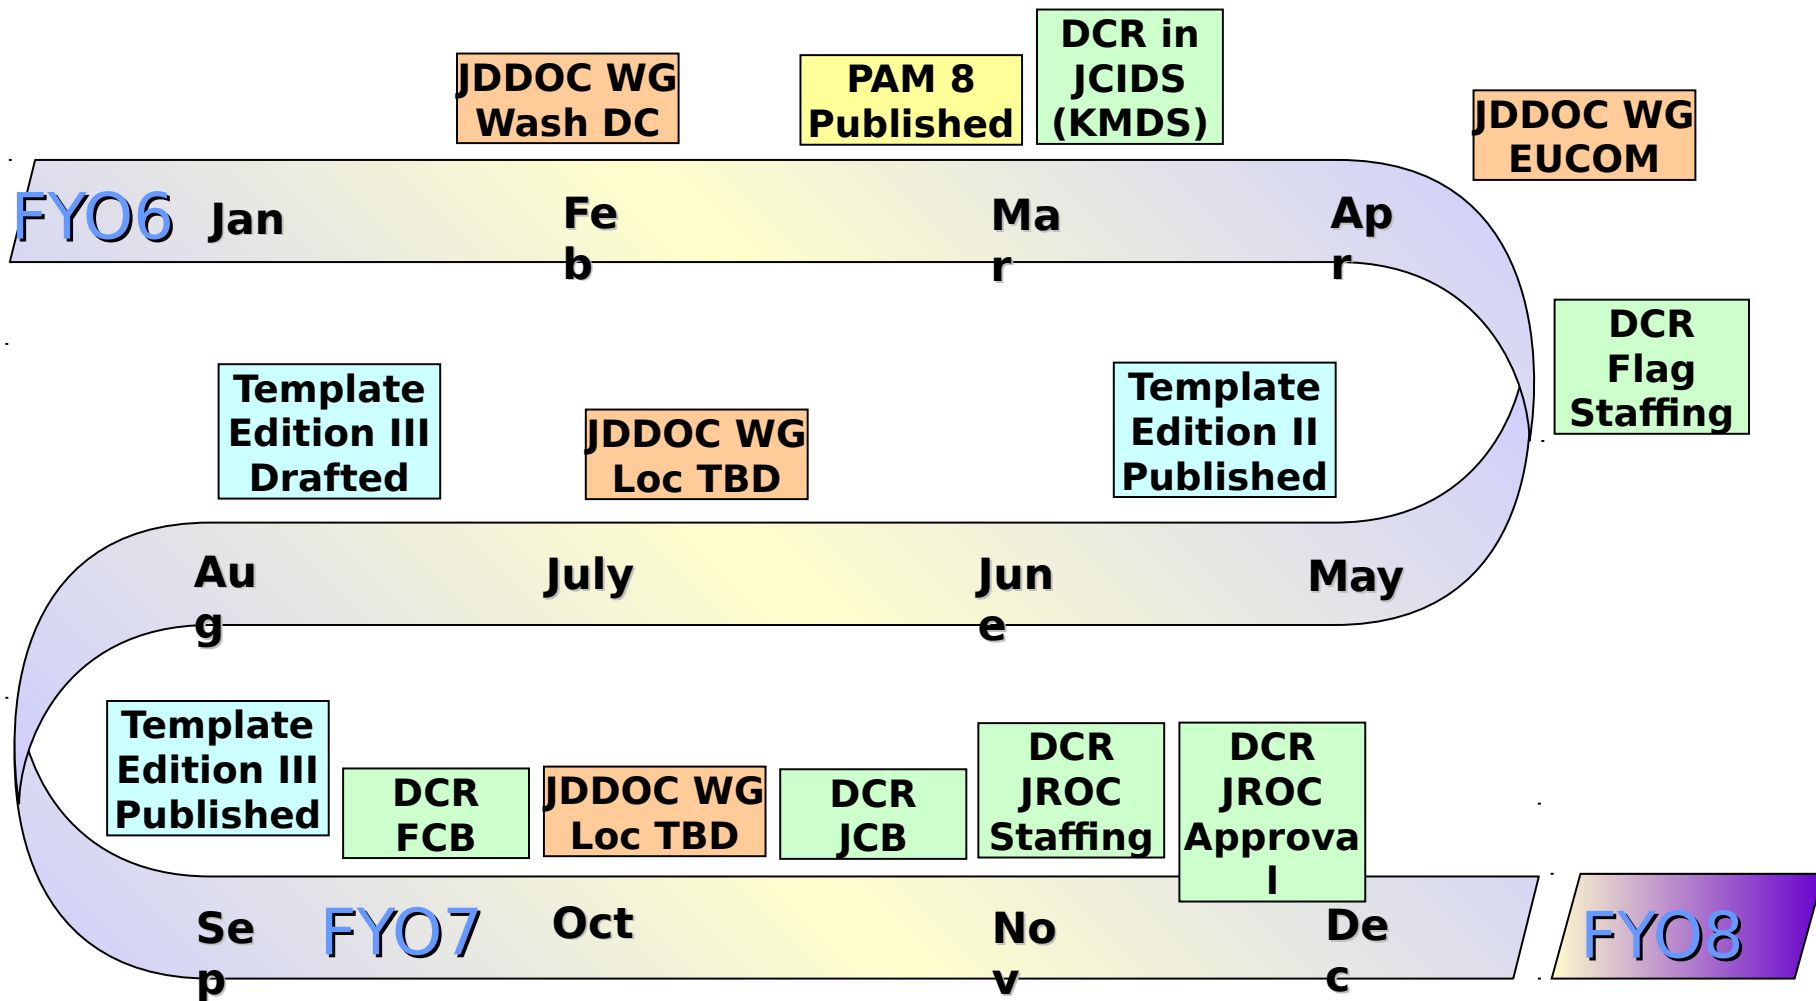 JDDOC WG
Wash DC
PAM 8
Published
DCR in
JCIDS
(KMDS)
JDDOC WG
EUCOM
FYO6
Jan
Fe
b
Ma
r
Ap
r
DCR
Flag
Staffing
Template
Edition III
Drafted
JDDOC WG
Loc TBD
Template
Edition II
Published
Au
g
July
Jun
e
May
Template
Edition III
Published
DCR
FCB
JDDOC WG
Loc TBD
DCR
JCB
DCR
JROC
Staffing
DCR
JROC
Approva
l
Se
p
FYO7
Oct
No
v
De
c
FYO8